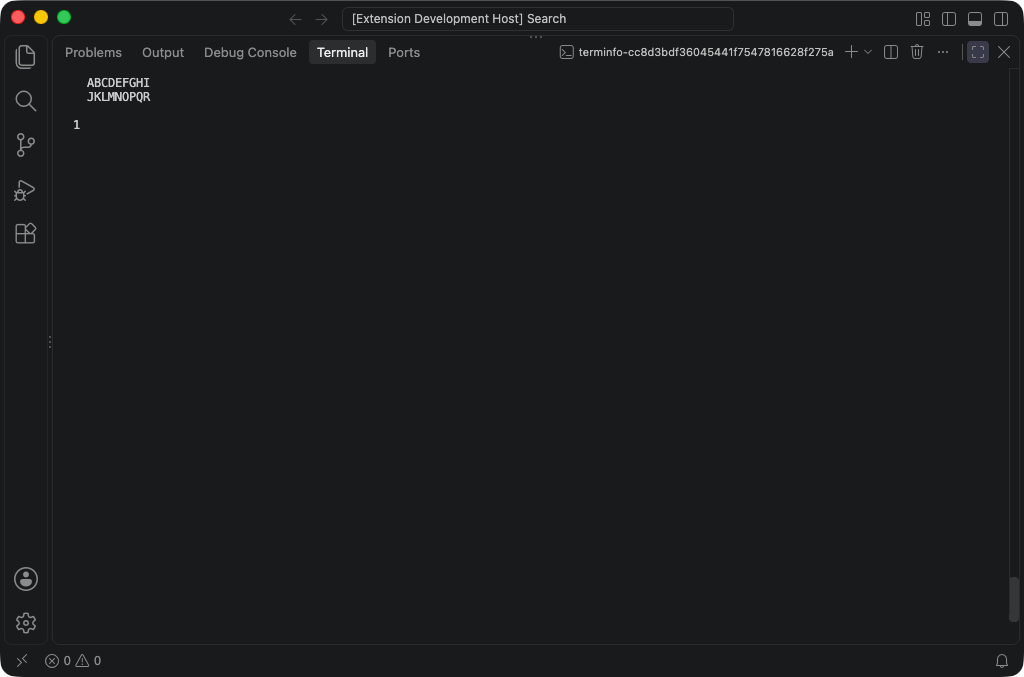 [Extension Development Host] Search
Problems Output Debug Console Terminal Ports terminfo-cc8d3bdf36045441f7547816628f275a
ABCDEFGHI
JKLMNOPQR
1
0 0